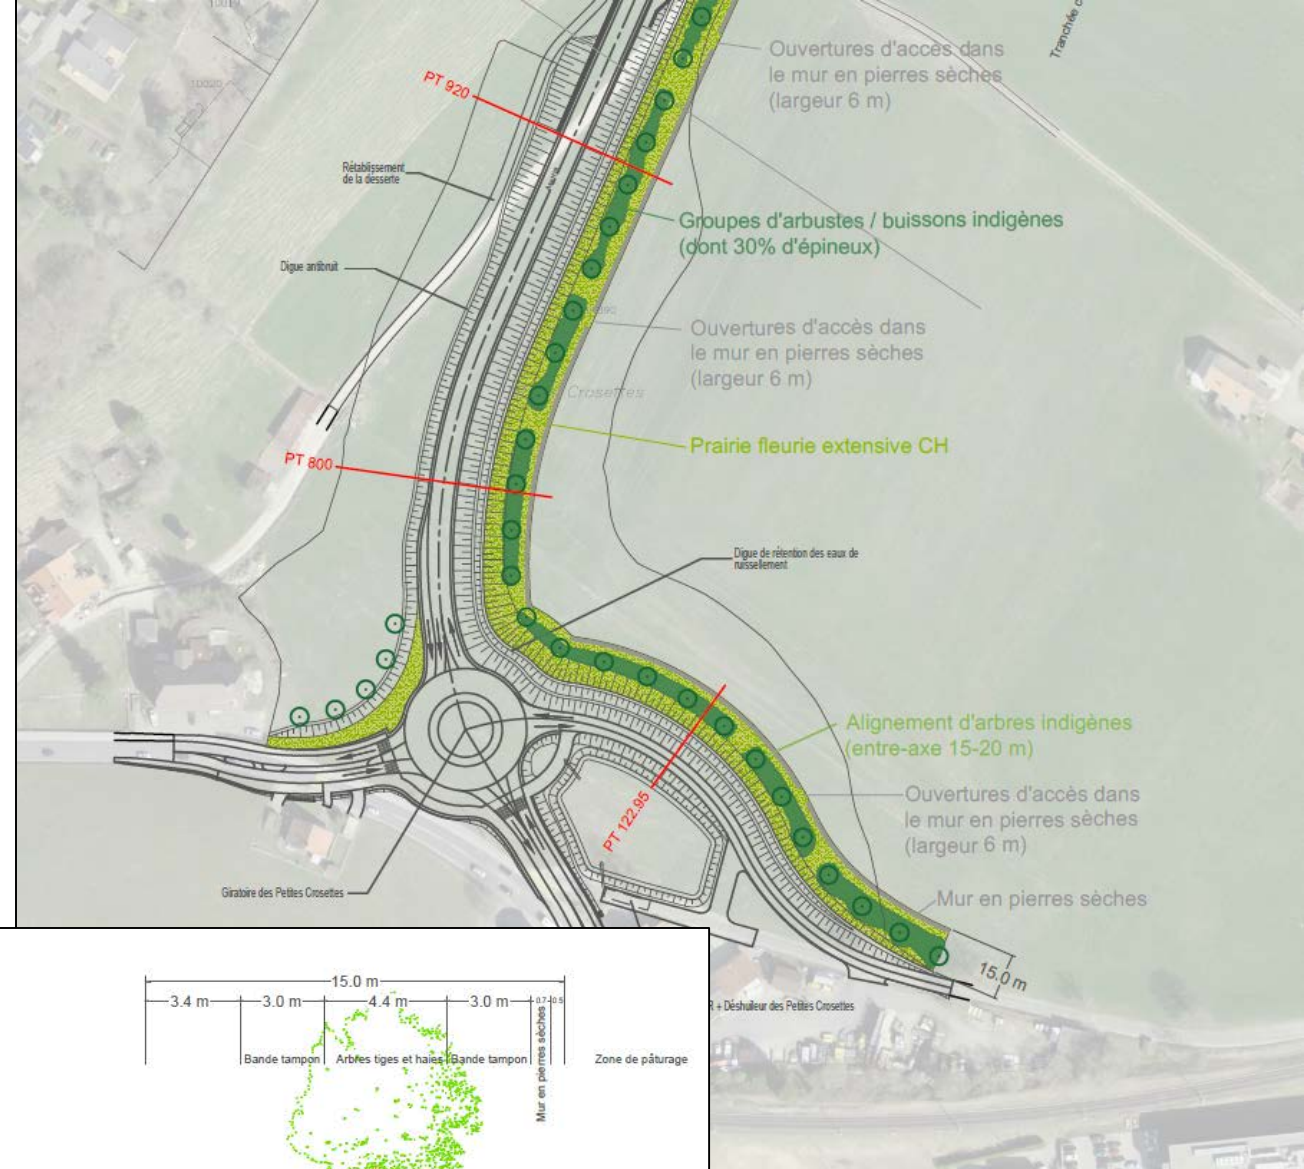 10019
Tranchée c
Ouvertures d'accès dans
le mur en pierres sèches
(largeur 6 m)
PT 920
10020
Rétablissement
de la desserte
Groupes d'arbustes / buissons indigènes
(dont 30% d'épineux)
Digue antibruit
Ouvertures d'accès dans
le mur en pierres sèches
(largeur 6 m)
Crosettes
Prairie fleurie extensive CH
PT 800
Digue de rétention des eaux de
ruissellement
Alignement d'arbres indigènes
(entre-axe 15-20 m)
Ouvertures d'accès dans
le mur en pierres sèches
(largeur 6 m)
PT 122.95
Giratoire des Petites Crosettes
Mur en pierres sèches
15.0 m
R + Déshuileur des Petites Crosettes
15.0 m
3.4 m 3.0 m 4.4 m 3.0 m 0.7 0.5
Bande tampon Arbres tiges et haies Bande tampon Mur en pierres sèches Zone de pâturage